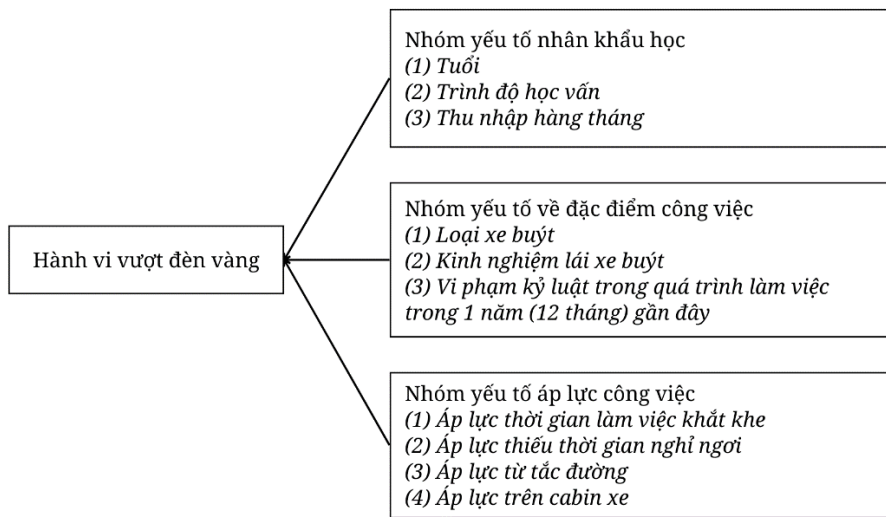 Nhóm yếu tố nhân khẩu học
(1) Tuổi
(2) Trình độ học vấn
(3) Thu nhập hàng tháng
Hành vi vượt đèn vàng
Nhóm yếu tố về đặc điểm công việc
(1) Loại xe buýt
(2) Kinh nghiệm lái xe buýt
(3) Vi phạm kỷ luật trong quá trình làm việc
trong 1 năm (12 tháng) gần đây
Nhóm yếu tố áp lực công việc
(1) Áp lực thời gian làm việc khắt khe
(2) Áp lực thiếu thời gian nghỉ ngơi
(3) Áp lực từ tắc đường
(4) Áp lực trên cabin xe